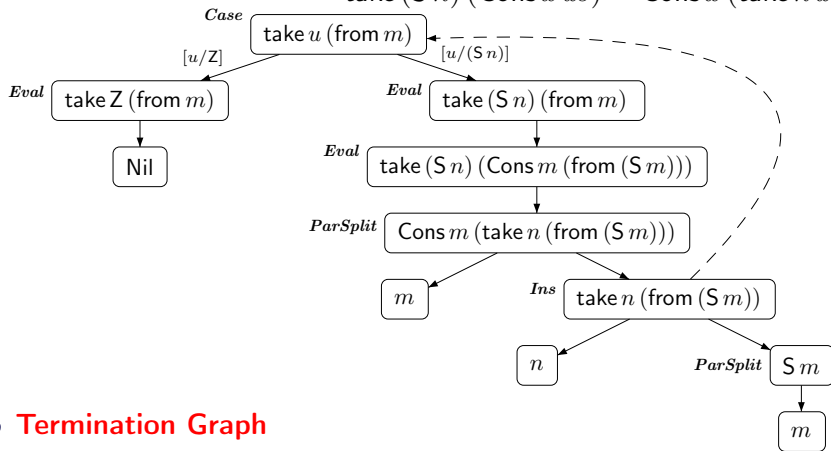 Case
take u (from m)
[u/Z]
[u/(S n)]
Eval
take Z (from m)
Eval
take (S n) (from m)
Nil
Eval
take (S n) (Cons m (from (S m)))
ParSplit
Cons m (take n (from (S m)))
m
Ins
take n (from (S m))
n
ParSplit
S m
Termination Graph
m